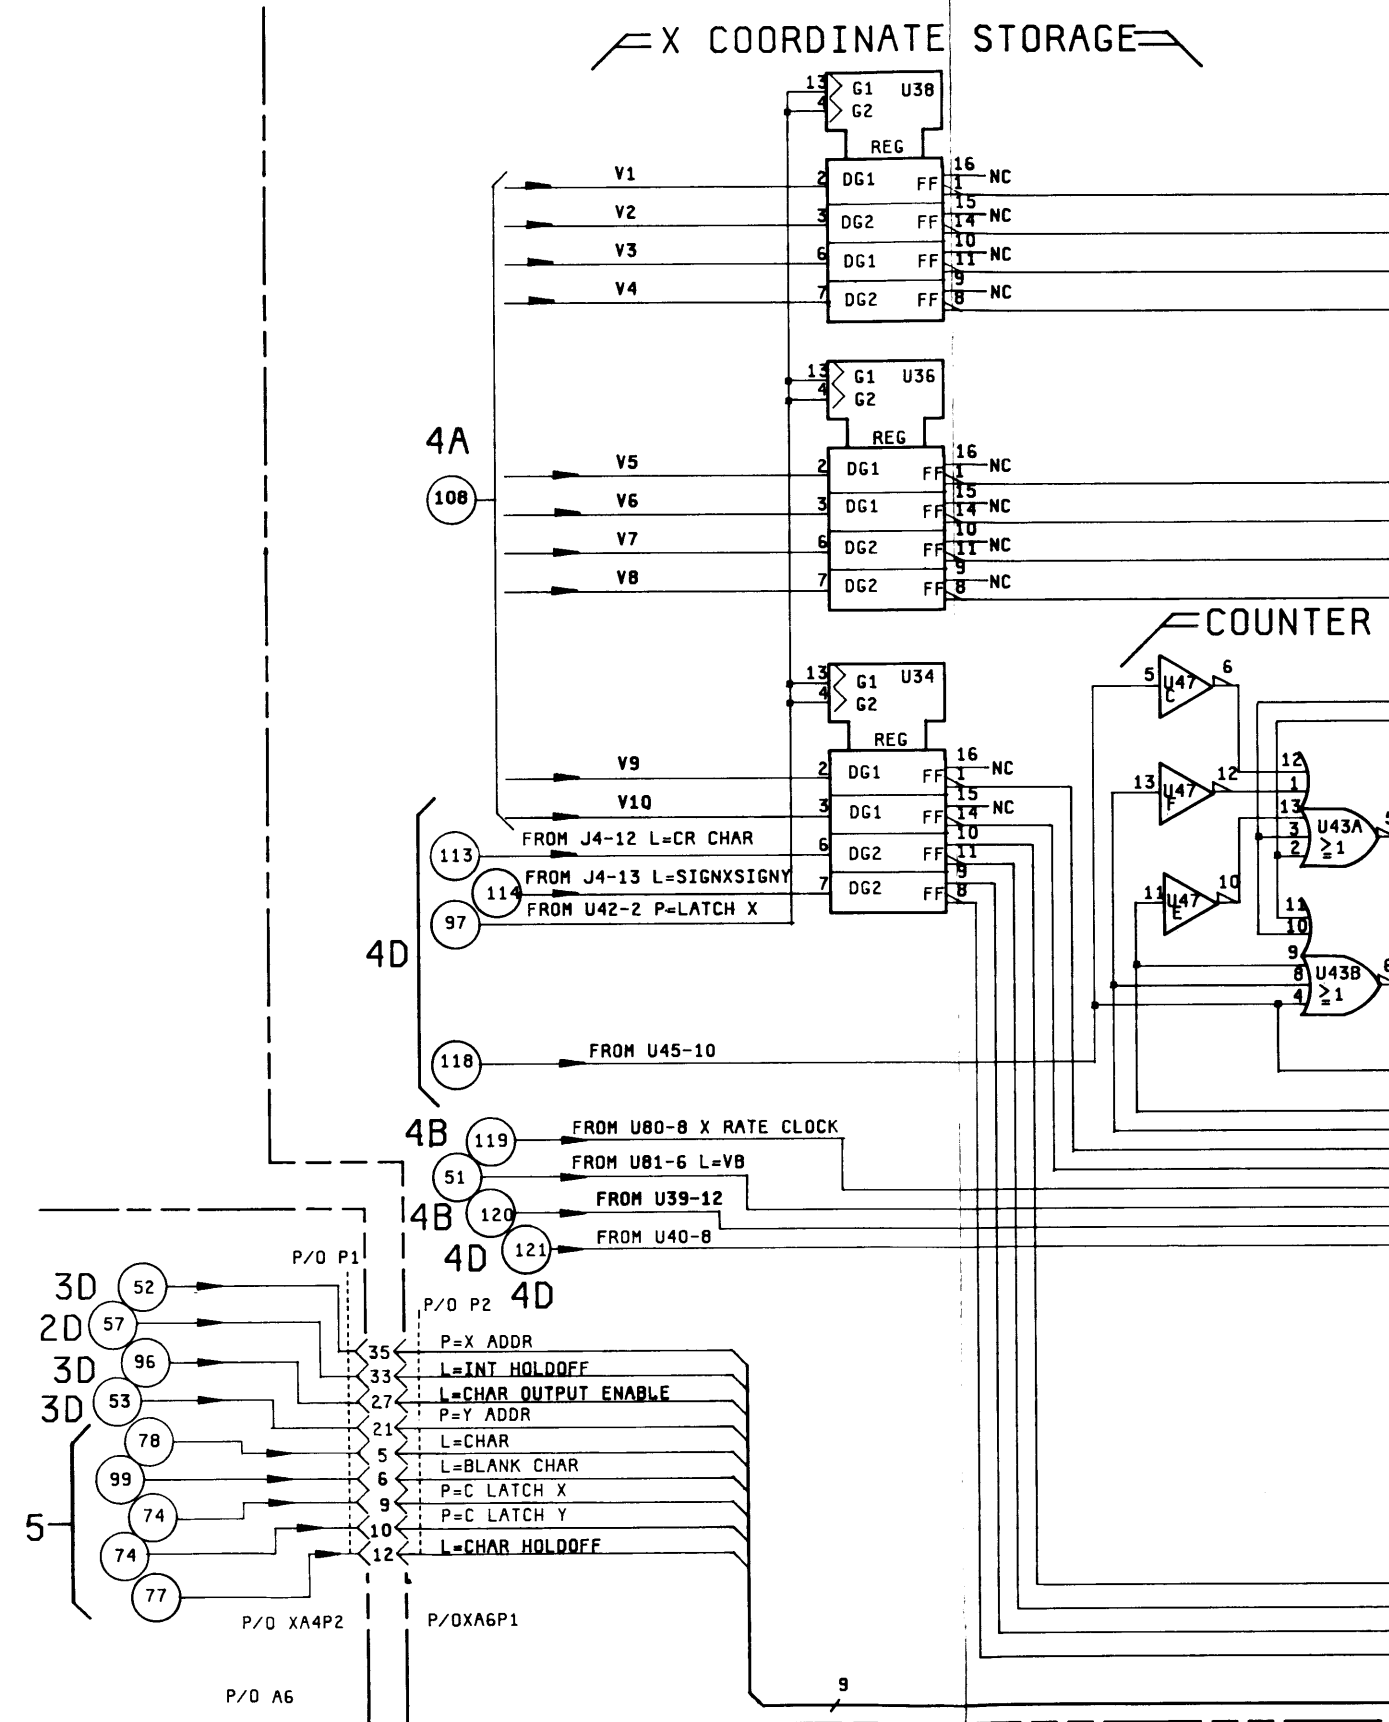 X COORDINATE STORAGE
13 G1 U38
4 G2
REG
16 NC
V1 2 DG1 FF 1
15 NC
V2 3 DG2 FF 14
10 NC
V3 6 DG1 FF 11
9 NC
V4 7 DG2 FF 8
13 G1 U36
4 G2
REG
4A
108
16 NC
V5 2 DG1 FF 1
15 NC
V6 3 DG1 FF 14
10 NC
V7 6 DG2 FF 11
9 NC
V8 7 DG2 FF 8
COUNTER
13 G1 U34
4 G2
REG
16 NC
V9 2 DG1 FF 1
15 NC
V10 3 DG1 FF 14
10
113 FROM J4-12 L=CR CHAR 6 DG2 FF 11
9
114 FROM J4-13 L=SIGNXSIGNY 7 DG2 FF 8
97 FROM U42-2 P=LATCH X
4D
118 FROM U45-10
5 U47 C 6
13 U47 F 12
11 U47 E 10
12
1
13
3
2
U43A
≥1
5
11
10
9
8
4
U43B
≥1
6
4B 119 FROM U80-8 X RATE CLOCK
51 FROM U81-6 L=VB
4B 120 FROM U39-12
4D 121 FROM U40-8
4D
P/O P1
P/O P2
3D 52 35 P=X ADDR
2D 57 33 L=INT HOLDOFF
3D 96 27 L=CHAR OUTPUT ENABLE
3D 53 21 P=Y ADDR
78 5 L=CHAR
99 6 L=BLANK CHAR
5
74 9 P=C LATCH X
74 10 P=C LATCH Y
77 12 L=CHAR HOLDOFF
P/O XA4P2
P/OXA6P1
P/O A6
9